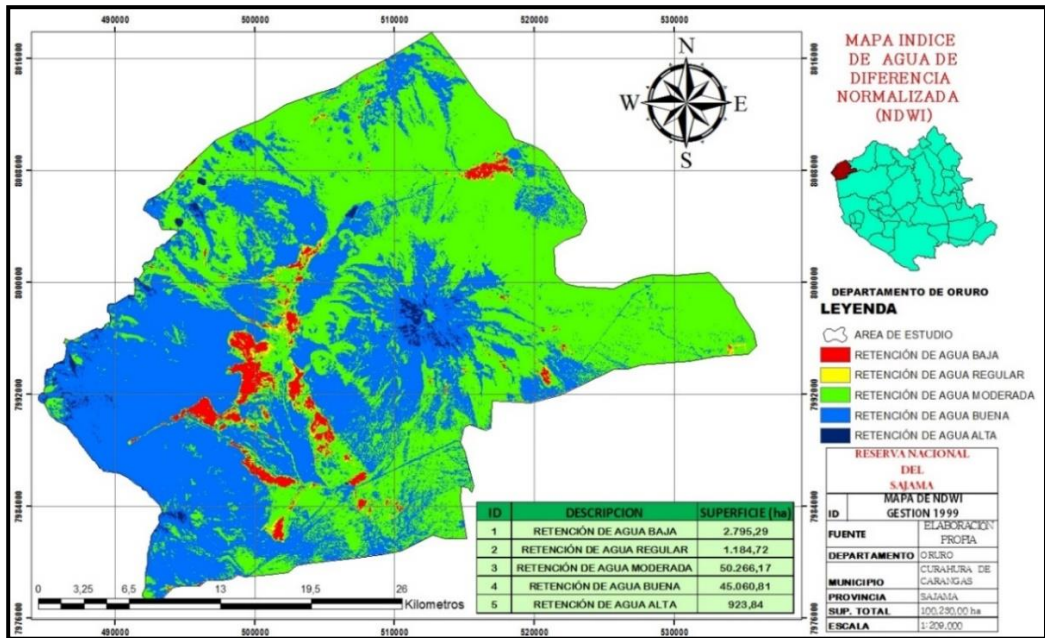 490000 500000 510000 520000 530000
8016000
8008000
8000000
7992000
7984000
7976000
8016000
8008000
8000000
7992000
7984000
7976000
N
W E
S
MAPA INDICE
DE AGUA DE
DIFERENCIA
NORMALIZADA
(NDWI)
DEPARTAMENTO DE ORURO
LEYENDA
AREA DE ESTUDIO
RETENCIÓN DE AGUA BAJA
RETENCIÓN DE AGUA REGULAR
RETENCIÓN DE AGUA MODERADA
RETENCIÓN DE AGUA BUENA
RETENCIÓN DE AGUA ALTA
RESERVA NACIONAL
DEL
SAJAMA
ID MAPA DE NDWI
GESTION 1999
FUENTE ELABORACIÓN
PROPIA
DEPARTAMENTO ORURO
MUNICIPIO CURAHURA DE
CARANGAS
PROVINCIA SAJAMA
SUP. TOTAL 100,230,00 ha
ESCALA 1:209,000
ID DESCRIPCION SUPERFICIE (ha)
1 RETENCIÓN DE AGUA BAJA 2.795,29
2 RETENCIÓN DE AGUA REGULAR 1.184,72
3 RETENCIÓN DE AGUA MODERADA 50.266,17
4 RETENCIÓN DE AGUA BUENA 45.060,81
5 RETENCIÓN DE AGUA ALTA 923,84
0 3,25 6,5 13 19,5 26
Kilometros
490000 500000 510000 520000 530000